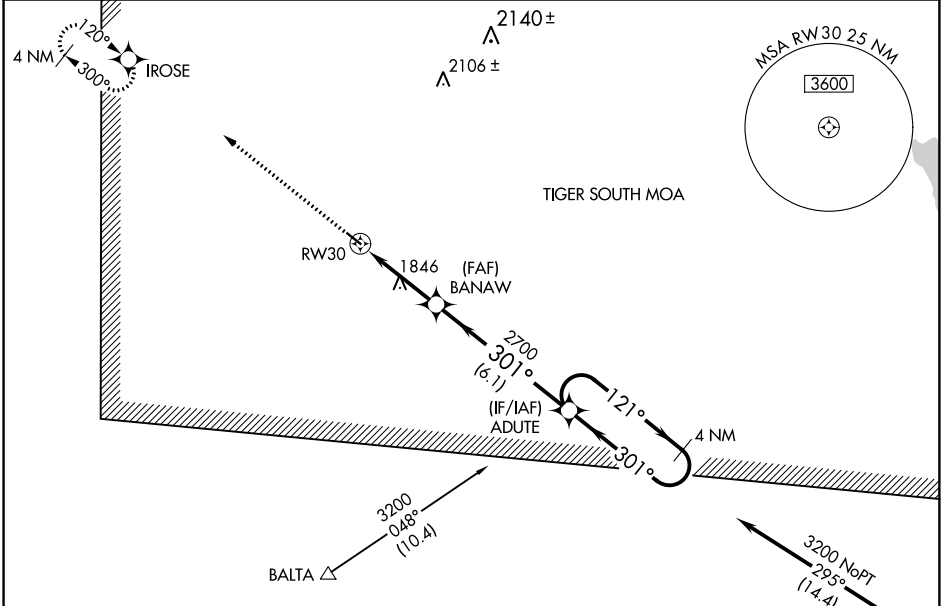 2140 ±
120°
4 NM
IROSE
300°
2106 ±
MSA RW30 25 NM
3600
TIGER SOUTH MOA
RW30
1846
(FAF)
BANAW
2700
301°
(6.1)
(IF/IAF)
ADUTE
121°
4 NM
301°
3200
048°
(10.4)
BALTA
3200 NoPT
295°
(14.4)